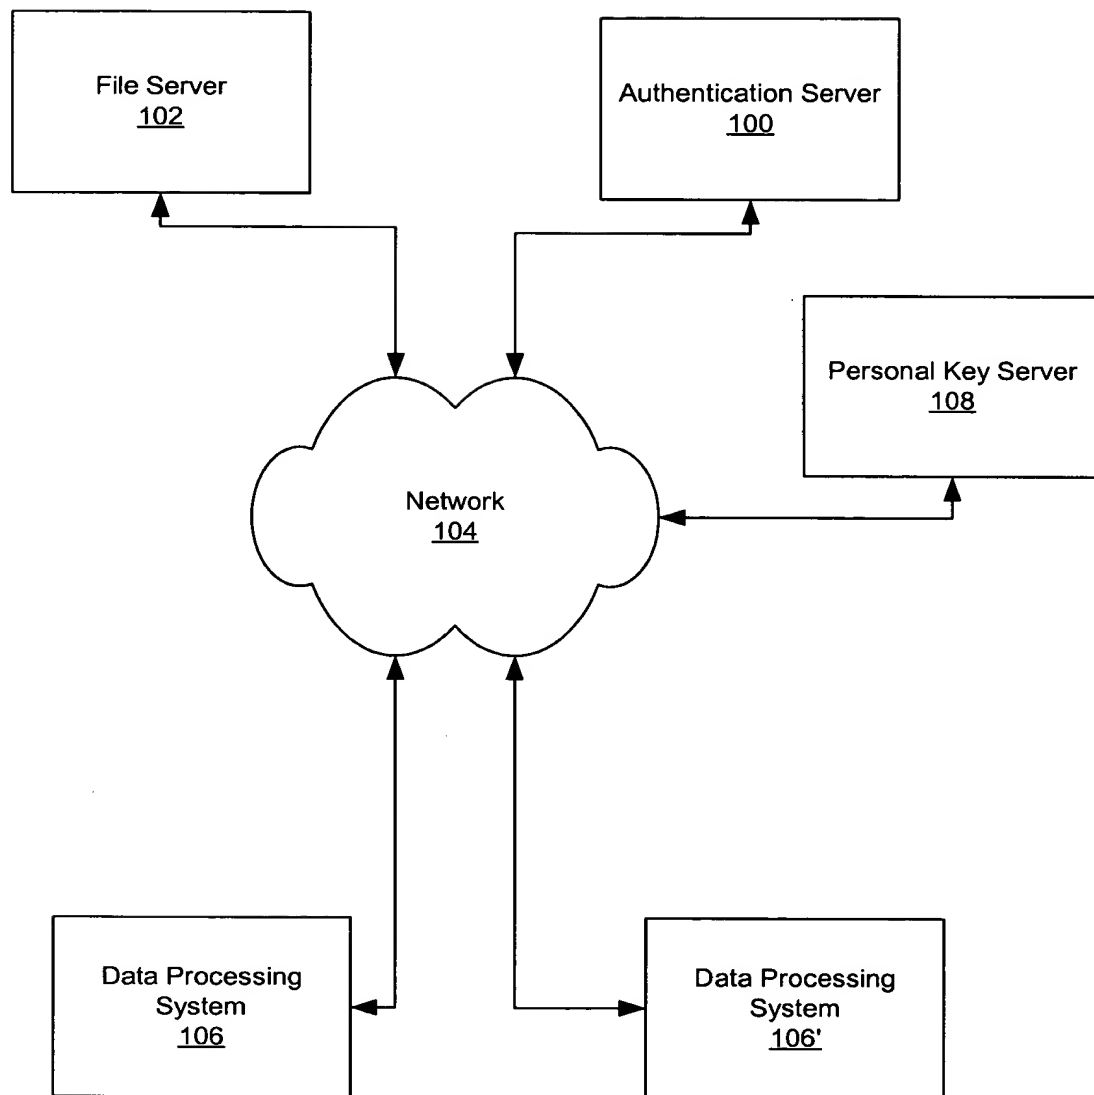 File Server
102
Authentication Server
100
Personal Key Server
108
Network
104
Data Processing
System
106
Data Processing
System
106'